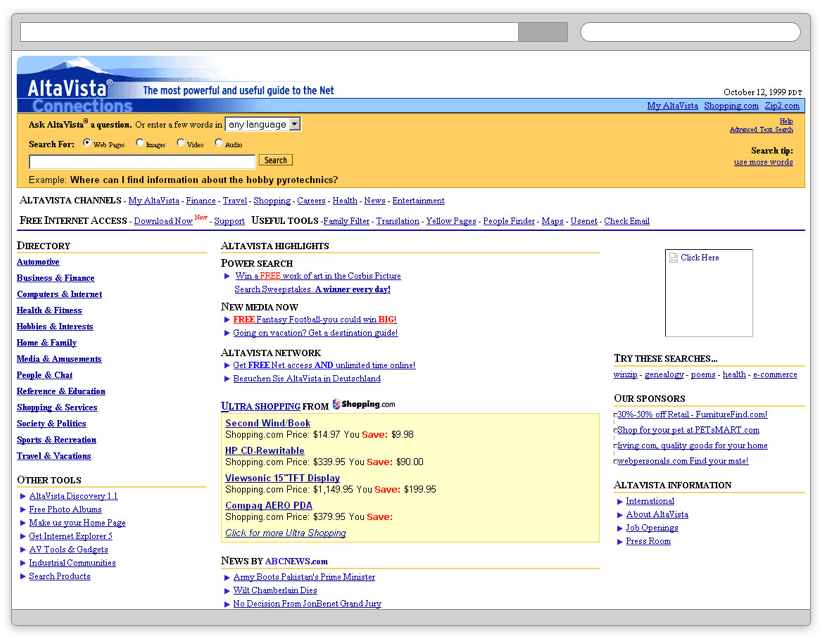 AltaVista®
Connections
The most powerful and useful guide to the Net
October 12, 1999 PDT
My AltaVista Shopping.com Zip2.com
Ask AltaVista® a question. Or enter a few words in any language
Help
Advanced Text Search
Search For: Web Pages Images Video Audio
Search
Search tip:
use more words
Example: Where can I find information about the hobby pyrotechnics?
ALTAVISTA CHANNELS - My AltaVista - Finance - Travel - Shopping - Careers - Health - News - Entertainment
FREE INTERNET ACCESS - Download Now New - Support USEFUL TOOLS - Family Filter - Translation - Yellow Pages - People Finder - Maps - Usenet - Check Email
DIRECTORY
Automotive
Business & Finance
Computers & Internet
Health & Fitness
Hobbies & Interests
Home & Family
Media & Amusements
People & Chat
Reference & Education
Shopping & Services
Society & Politics
Sports & Recreation
Travel & Vacations
OTHER TOOLS
AltaVista Discovery 1.1
Free Photo Albums
Make us your Home Page
Get Internet Explorer 5
AV Tools & Gadgets
Industrial Communities
Search Products
ALTAVISTA HIGHLIGHTS
POWER SEARCH
Win a FREE work of art in the Corbis Picture
Search Sweepstakes. A winner every day!
NEW MEDIA NOW
FREE Fantasy Football-you could win BIG!
Going on vacation? Get a destination guide!
ALTAVISTA NETWORK
Get FREE Net access AND unlimited time online!
Besuchen Sie AltaVista in Deutschland
ULTRA SHOPPING FROM Shopping.com
Second Wind/Book
Shopping.com Price: $14.97 You Save: $9.98
HP CD-Rewritable
Shopping.com Price: $339.95 You Save: $90.00
Viewsonic 15"TFT Display
Shopping.com Price: $1,149.95 You Save: $199.95
Compaq AERO PDA
Shopping.com Price: $379.95 You Save:
Click for more Ultra Shopping
NEWS BY ABCNEWS.com
Army Boots Pakistan's Prime Minister
Wilt Chamberlain Dies
No Decision From JonBenet Grand Jury
Click Here
TRY THESE SEARCHES...
winzip - genealogy - poems - health - e-commerce
OUR SPONSORS
30%-50% off Retail - FurnitureFind.com!
Shop for your pet at PETsMART.com
living.com, quality goods for your home
webpersonals.com Find your mate!
ALTAVISTA INFORMATION
International
About AltaVista
Job Openings
Press Room